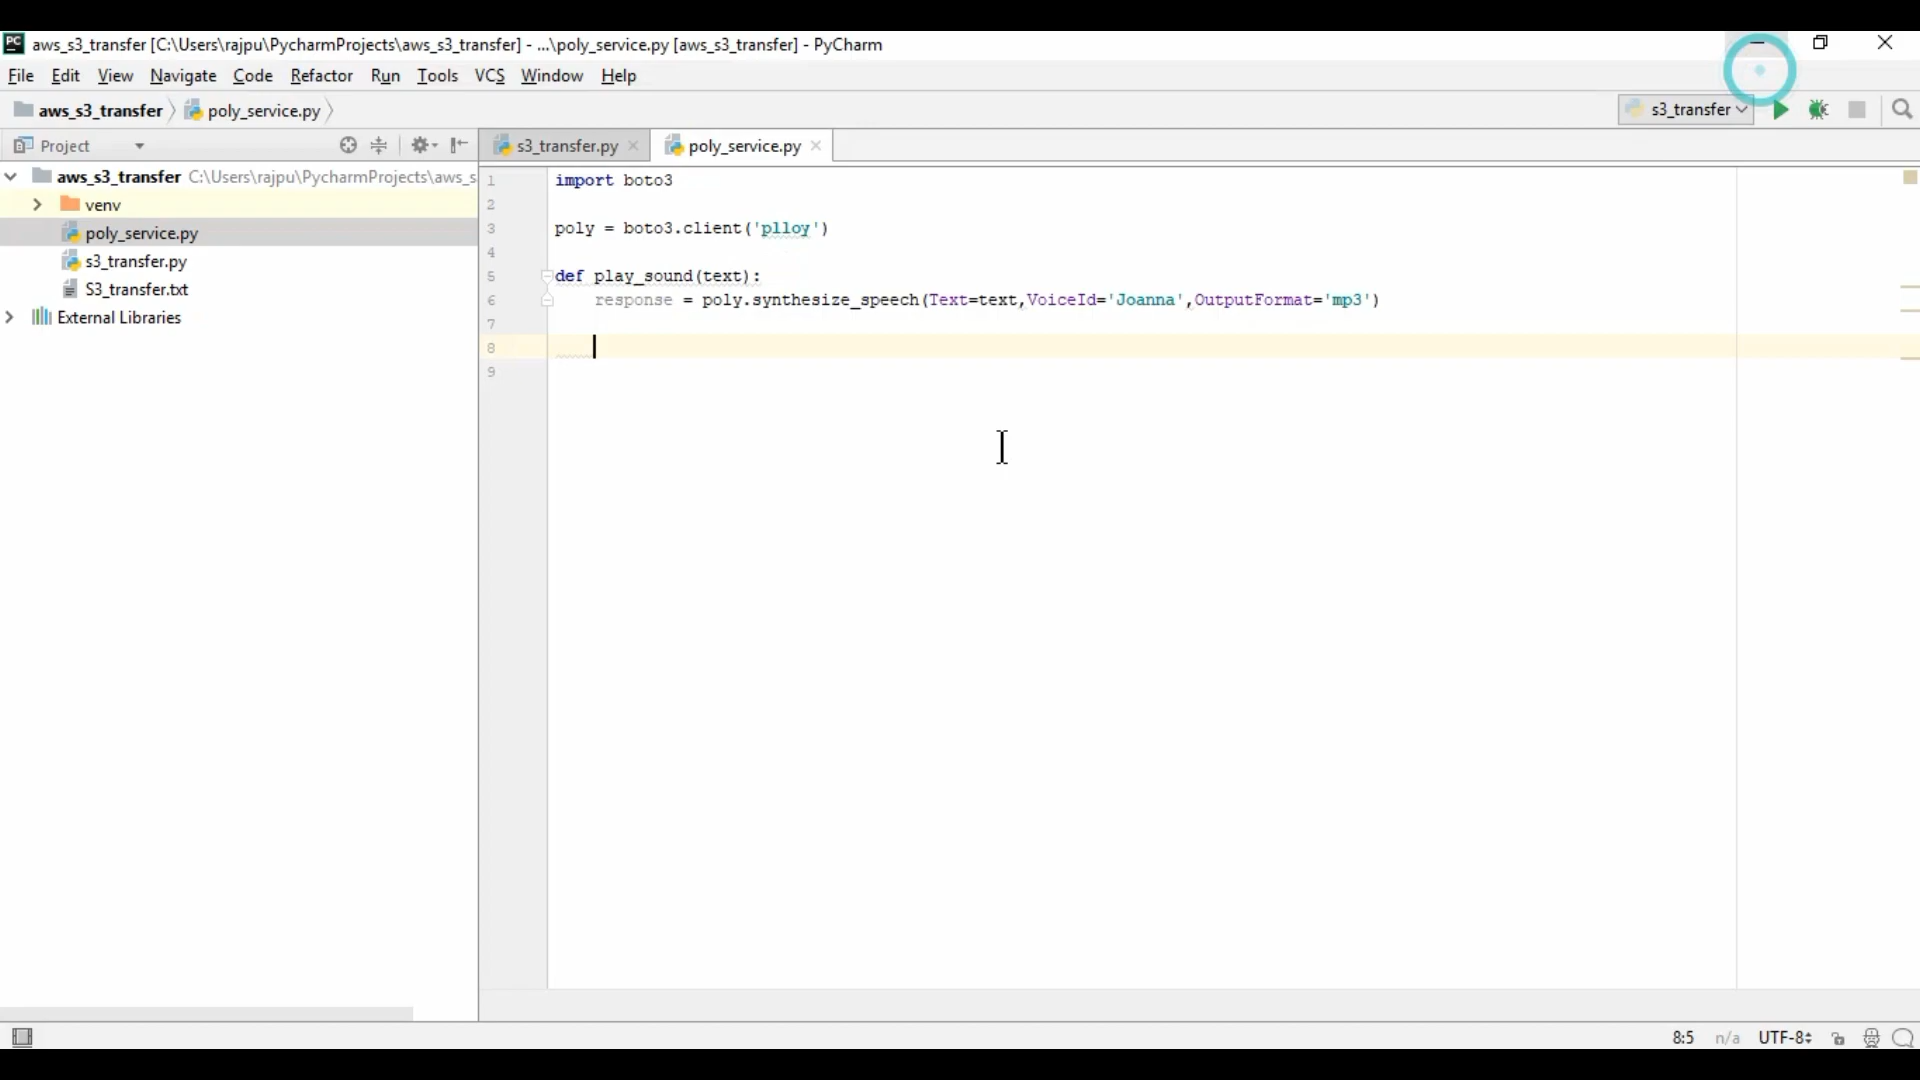 PC aws_s3_transfer [C:\Users\rajpu\PycharmProjects\aws_s3_transfer] - ...\poly_service.py [aws_s3_transfer] - PyCharm
File Edit View Navigate Code Refactor Run Tools VCS Window Help
aws_s3_transfer poly_service.py s3_transfer
Project s3_transfer.py poly_service.py
aws_s3_transfer C:\Users\rajpu\PycharmProjects\aws_s
venv
poly_service.py
s3_transfer.py
S3_transfer.txt
External Libraries
1 import boto3
2
3 poly = boto3.client('plloy')
4
5 def play_sound(text):
6 response = poly.synthesize_speech(Text=text,VoiceId='Joanna',OutputFormat='mp3')
7
8
9
8:5 n/a UTF-8